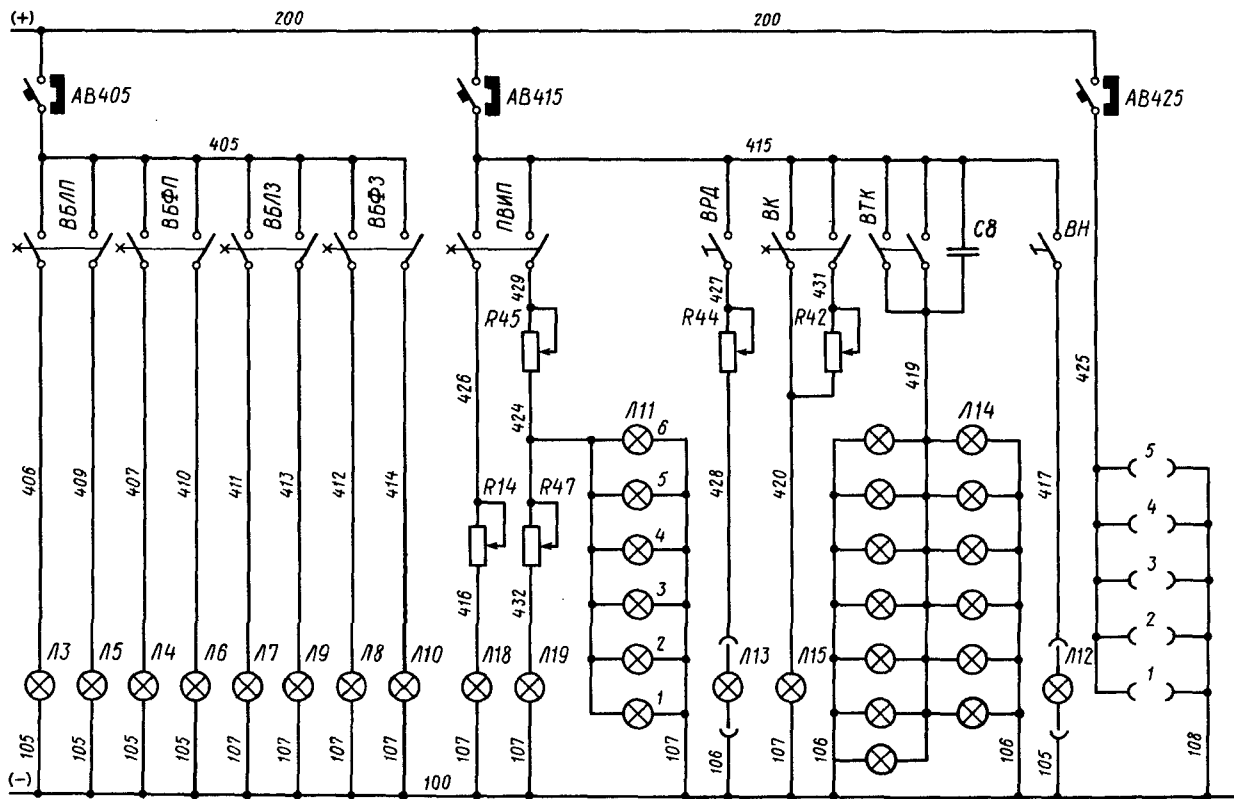 (+)
200
200
АВ405
АВ415
АВ425
405
415
ВБЛП
ВБФП
ВБЛЗ
ВБФЗ
ПВИП
ВРД
ВК
ВТК
С8
ВН
429
427
431
R45
R44
R42
426
424
419
425
Л11
6
Л14
406
409
407
410
411
413
412
414
5
428
420
417
5
R14
R47
4
4
416
432
3
3
2
2
Л3
Л5
Л4
Л6
Л7
Л9
Л8
Л10
Л18
Л19
1
Л13
Л15
Л12
1
105
105
105
105
107
107
107
107
107
107
107
106
107
106
106
105
108
(-)
100